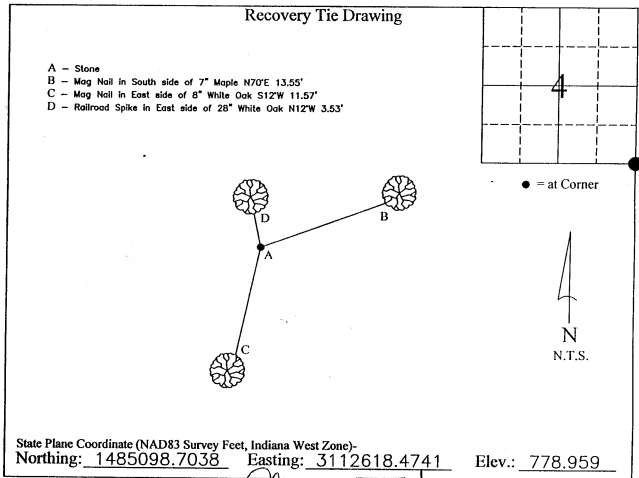 Recovery Tie Drawing
A – Stone
B – Mag Nail in South side of 7" Maple N70°E 13.55'
C – Mag Nail in East side of 8" White Oak S12°W 11.57'
D – Railroad Spike in East side of 28" White Oak N12°W 3.53'
4
● = at Corner
D
B
A
C
N
N.T.S.
State Plane Coordinate (NAD83 Survey Feet, Indiana West Zone)-
Northing: 1485098.7038 Easting: 3112618.4741 Elev.: 778.959